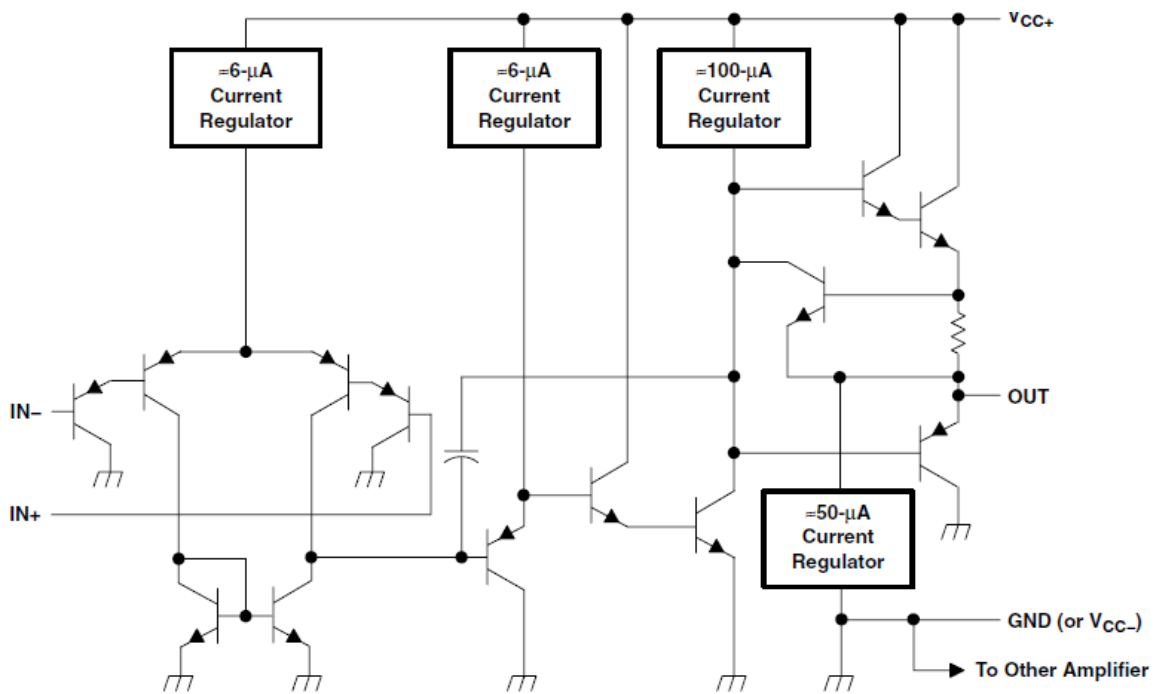 VCC+
≈6-μA
Current
Regulator
≈6-μA
Current
Regulator
≈100-μA
Current
Regulator
IN−
OUT
IN+
≈50-μA
Current
Regulator
GND (or VCC−)
To Other Amplifier